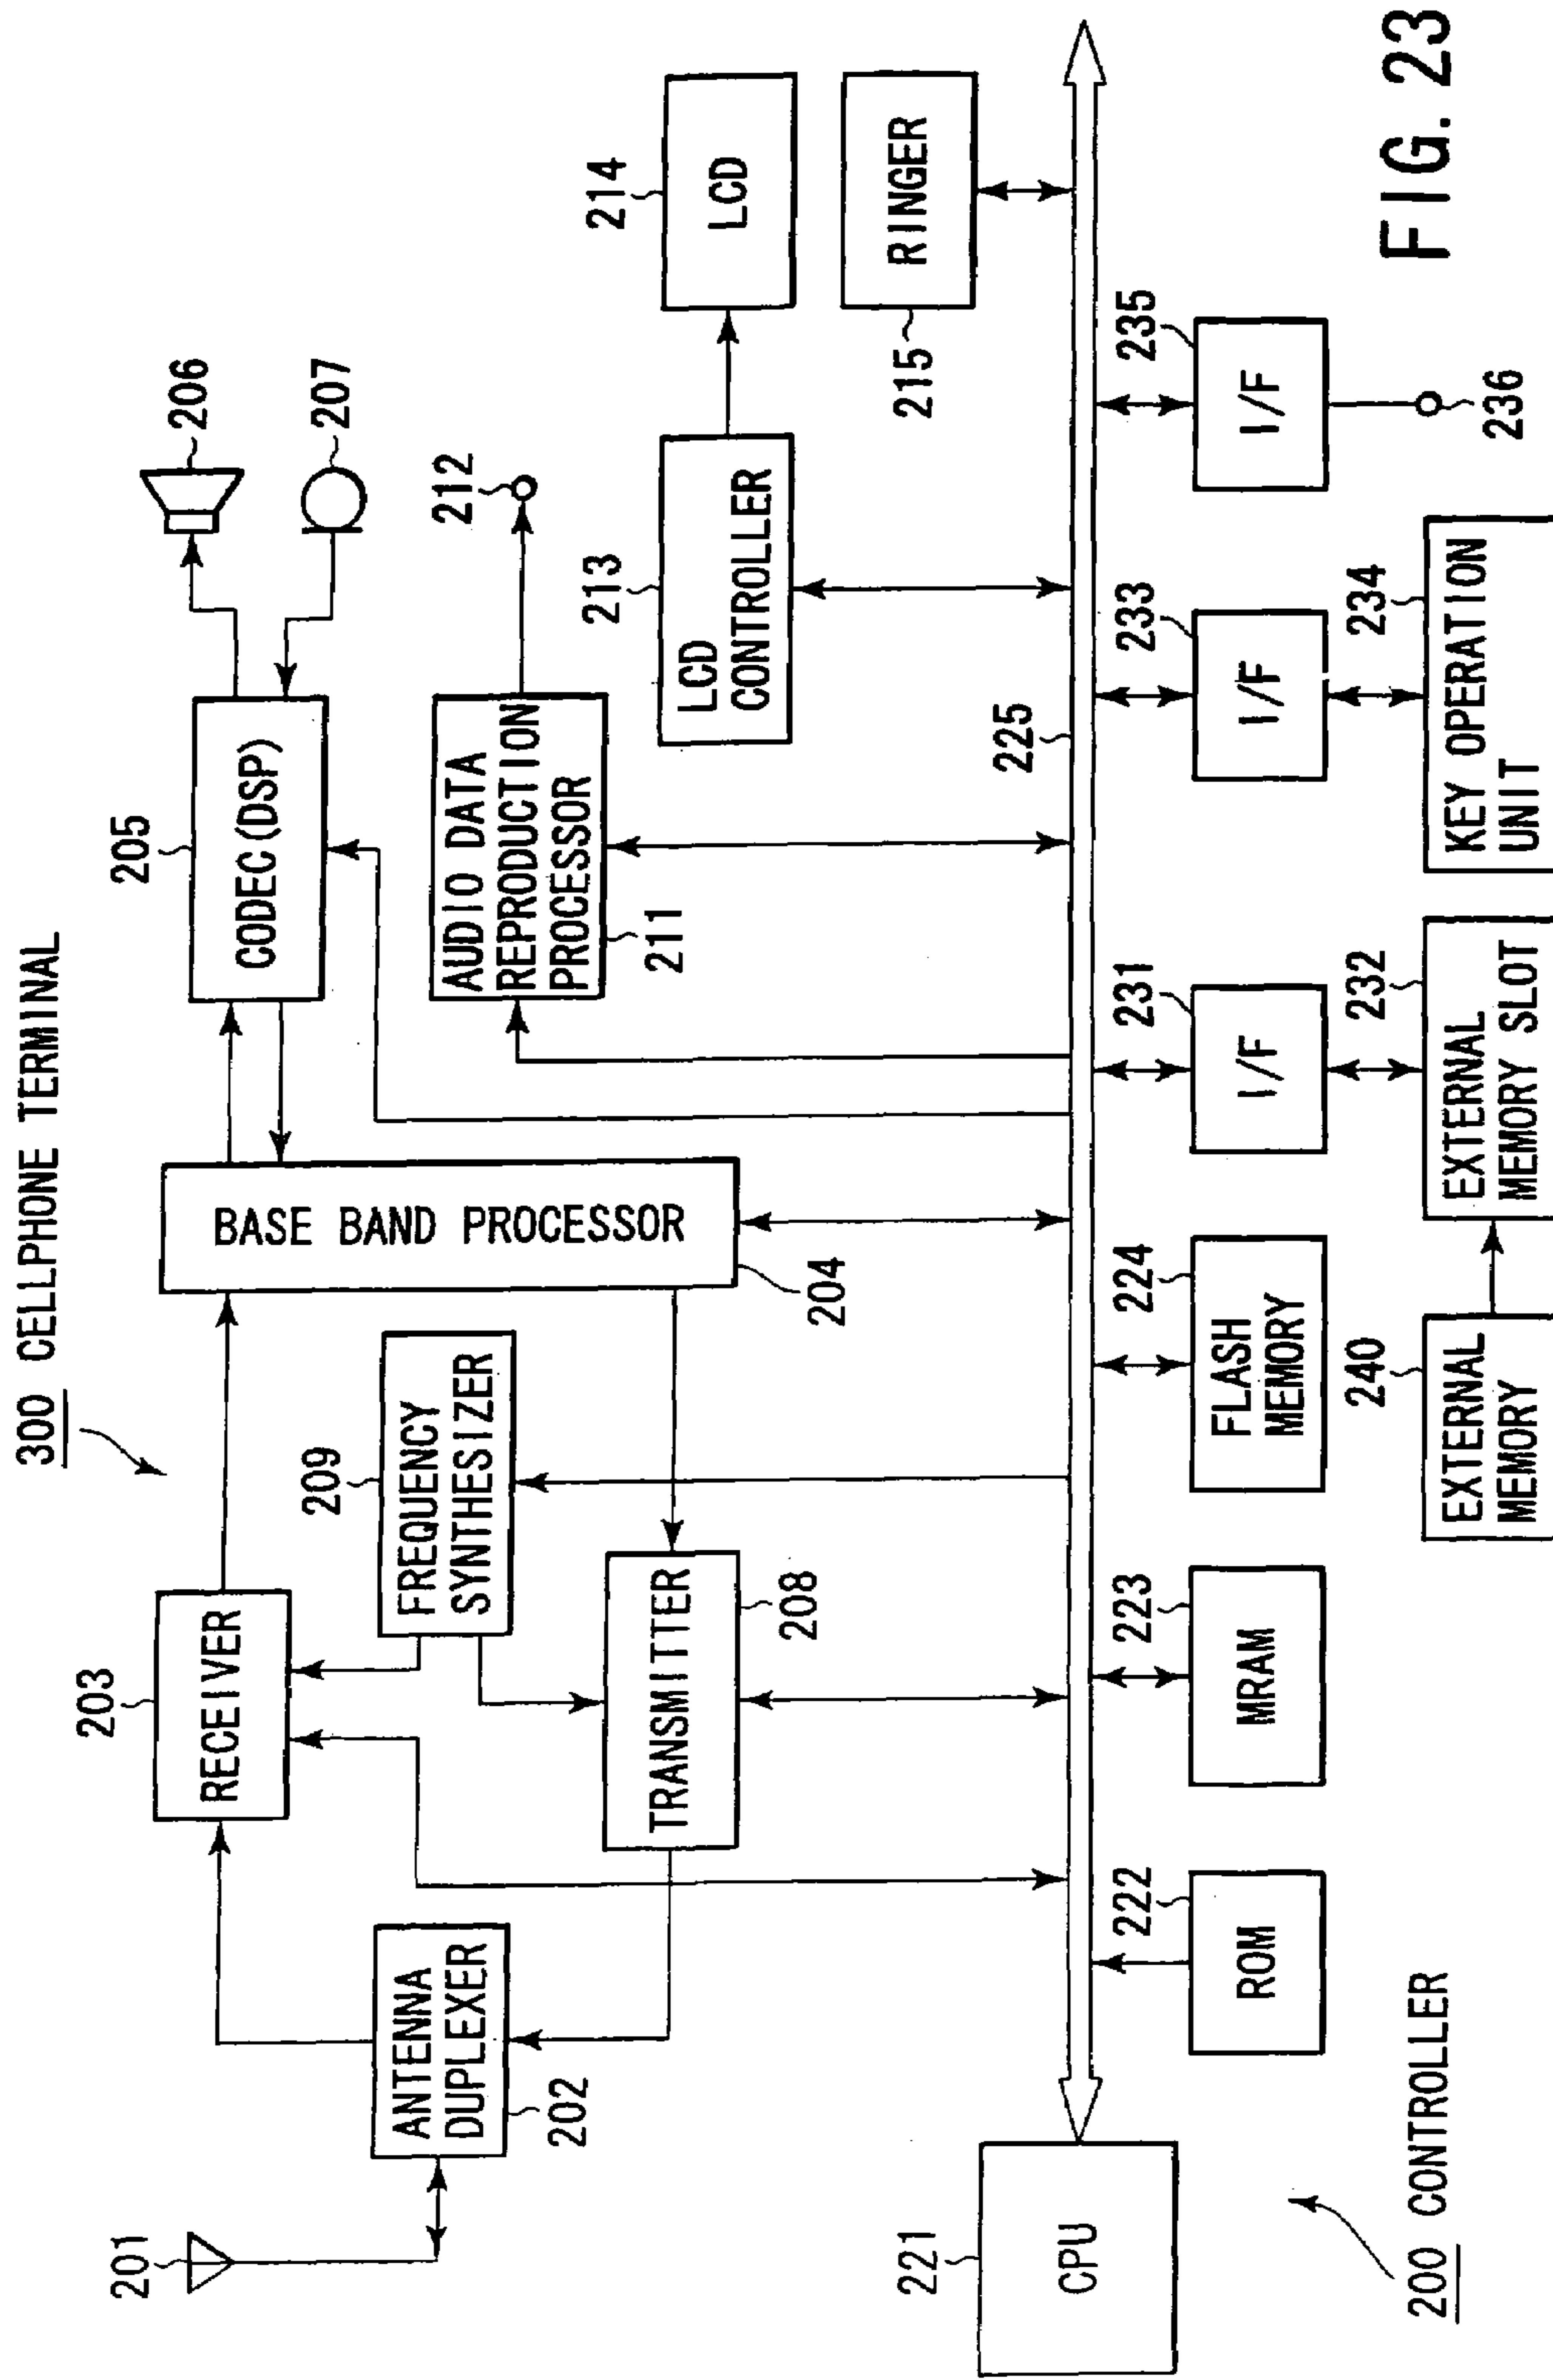 300 CELLPHONE TERMINAL
201
ANTENNA
DUPLEXER
202
203
RECEIVER
209
FREQUENCY
SYNTHESIZER
TRANSMITTER
208
BASE BAND PROCESSOR
204
205
CODEC(DSP)
206
207
AUDIO DATA
REPRODUCTION
PROCESSOR
211
212
213
LCD
CONTROLLER
214
LCD
RINGER
215
225
221
CPU
222
ROM
223
MRAM
224
FLASH
MEMORY
231
I/F
233
I/F
235
I/F
236
240
EXTERNAL
MEMORY
232
EXTERNAL
MEMORY SLOT
234
KEY OPERATION
UNIT
200 CONTROLLER
FIG. 23